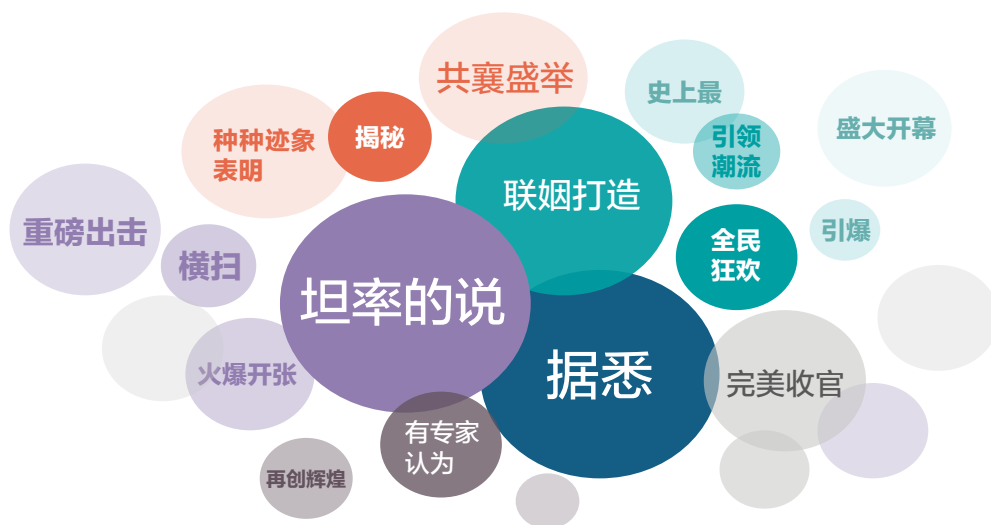 共襄盛举
史上最
种种迹象
表明
揭秘
引领
潮流
盛大开幕
联姻打造
重磅出击
横扫
全民
狂欢
引爆
坦率的说
据悉
火爆开张
完美收官
有专家
认为
再创辉煌